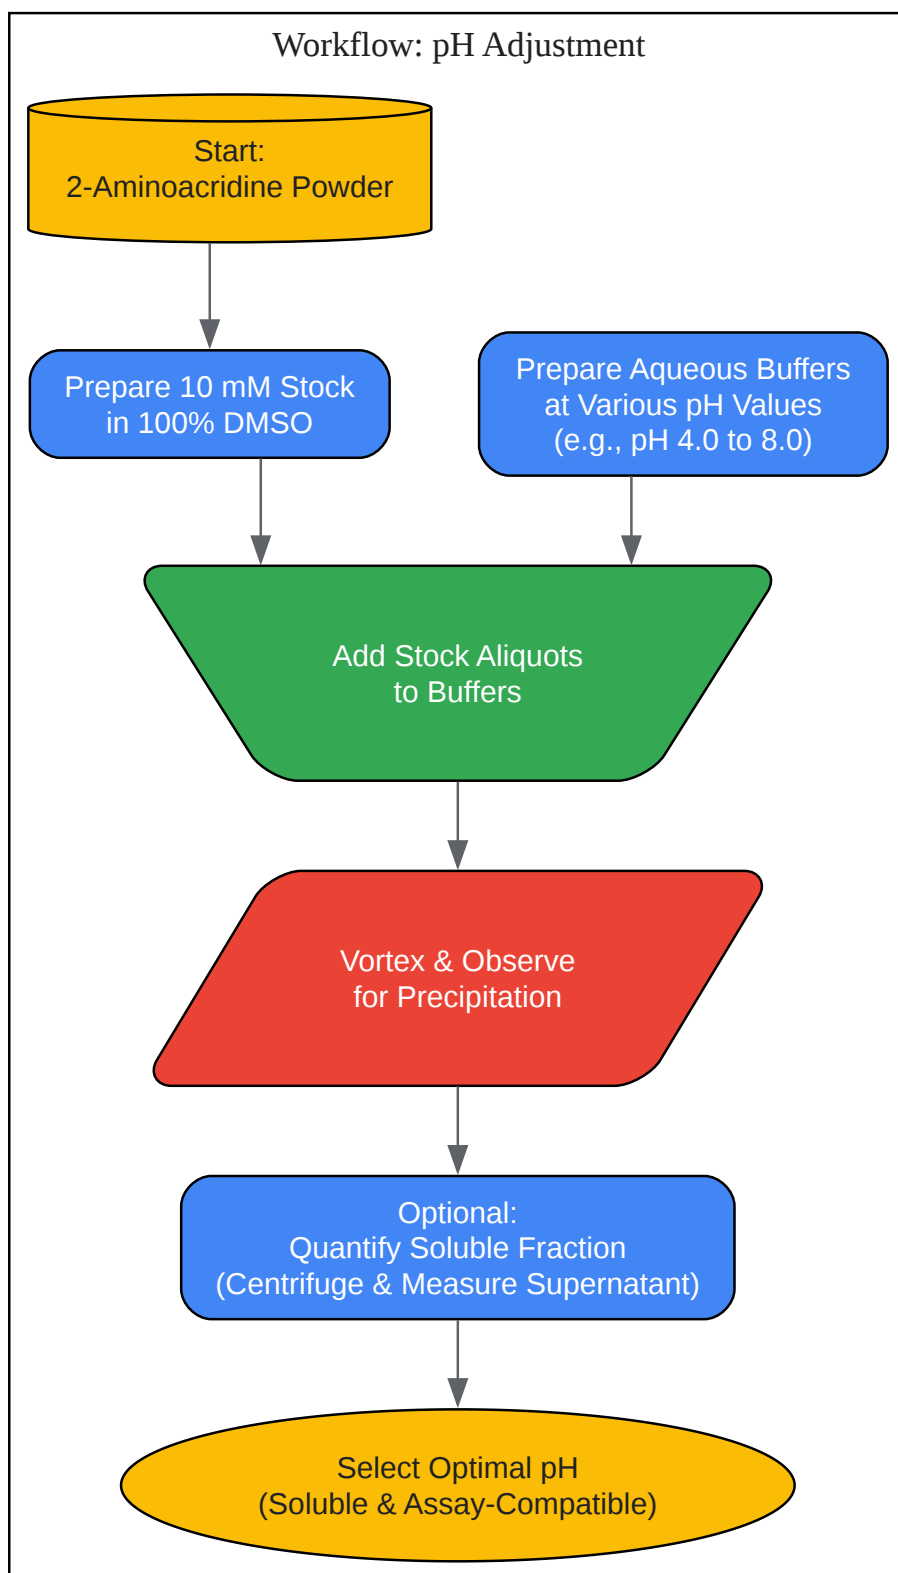 Workflow: pH Adjustment
Start:
2-Aminoacridine Powder
Prepare 10 mM Stock
in 100% DMSO
Prepare Aqueous Buffers
at Various pH Values
(e.g., pH 4.0 to 8.0)
Add Stock Aliquots
to Buffers
Vortex & Observe
for Precipitation
Optional:
Quantify Soluble Fraction
(Centrifuge & Measure Supernatant)
Select Optimal pH
(Soluble & Assay-Compatible)